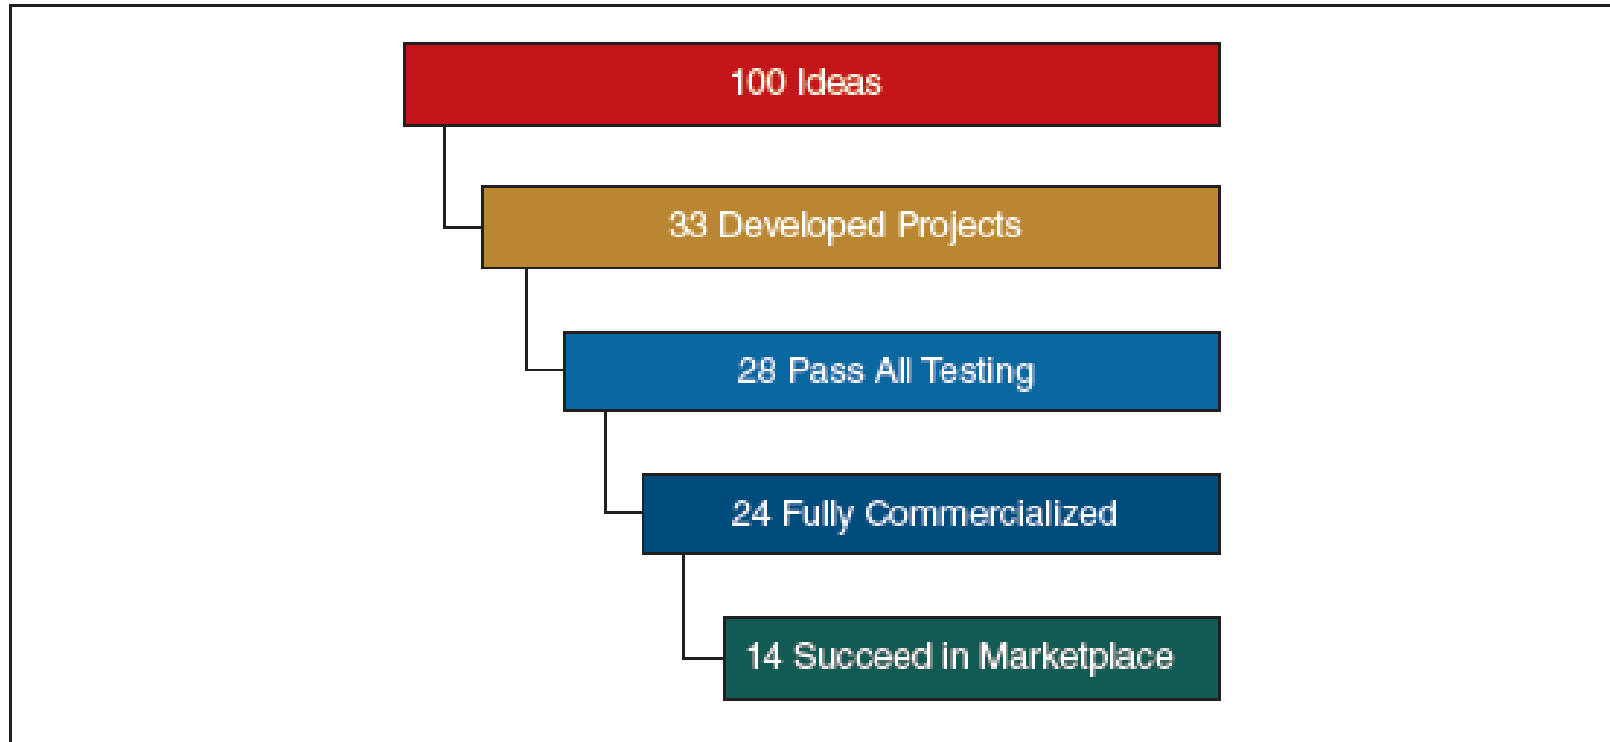 100 Ideas
33 Developed Projects
28 Pass All Testing
24 Fully Commercialized
14 Succeed in Marketplace